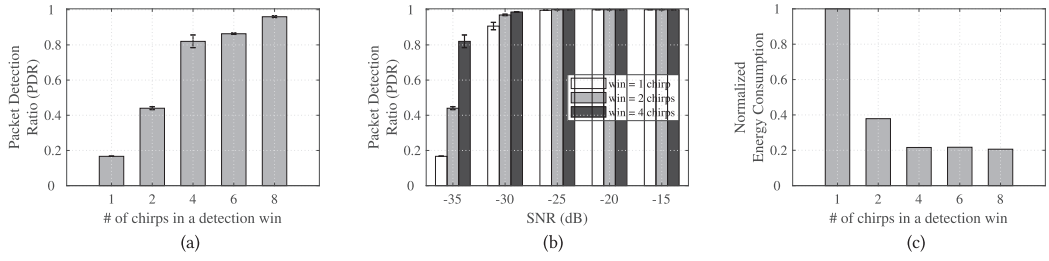 Packet Detection
Ratio (PDR)
1
0.8
0.6
0.4
0.2
0
1 2 4 6 8
# of chirps in a detection win
(a)
Packet Detection
Ratio (PDR)
1
0.8
0.6
0.4
0.2
0
win = 1 chirp
win = 2 chirps
win = 4 chirps
-35 -30 -25 -20 -15
SNR (dB)
(b)
Normalized
Energy Consumption
1
0.8
0.6
0.4
0.2
0
1 2 4 6 8
# of chirps in a detection win
(c)